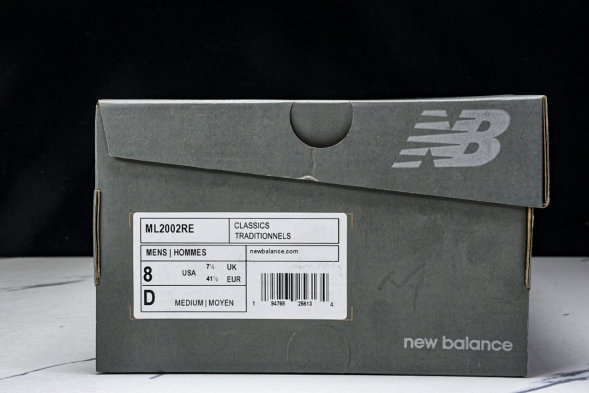 NB
ML2002RE
CLASSICS
TRADITIONNELS
MENS | HOMMES
newbalance.com
8 USA 7½ UK
41½ EUR
D MEDIUM | MOYEN
1 94768 28613 4
new balance